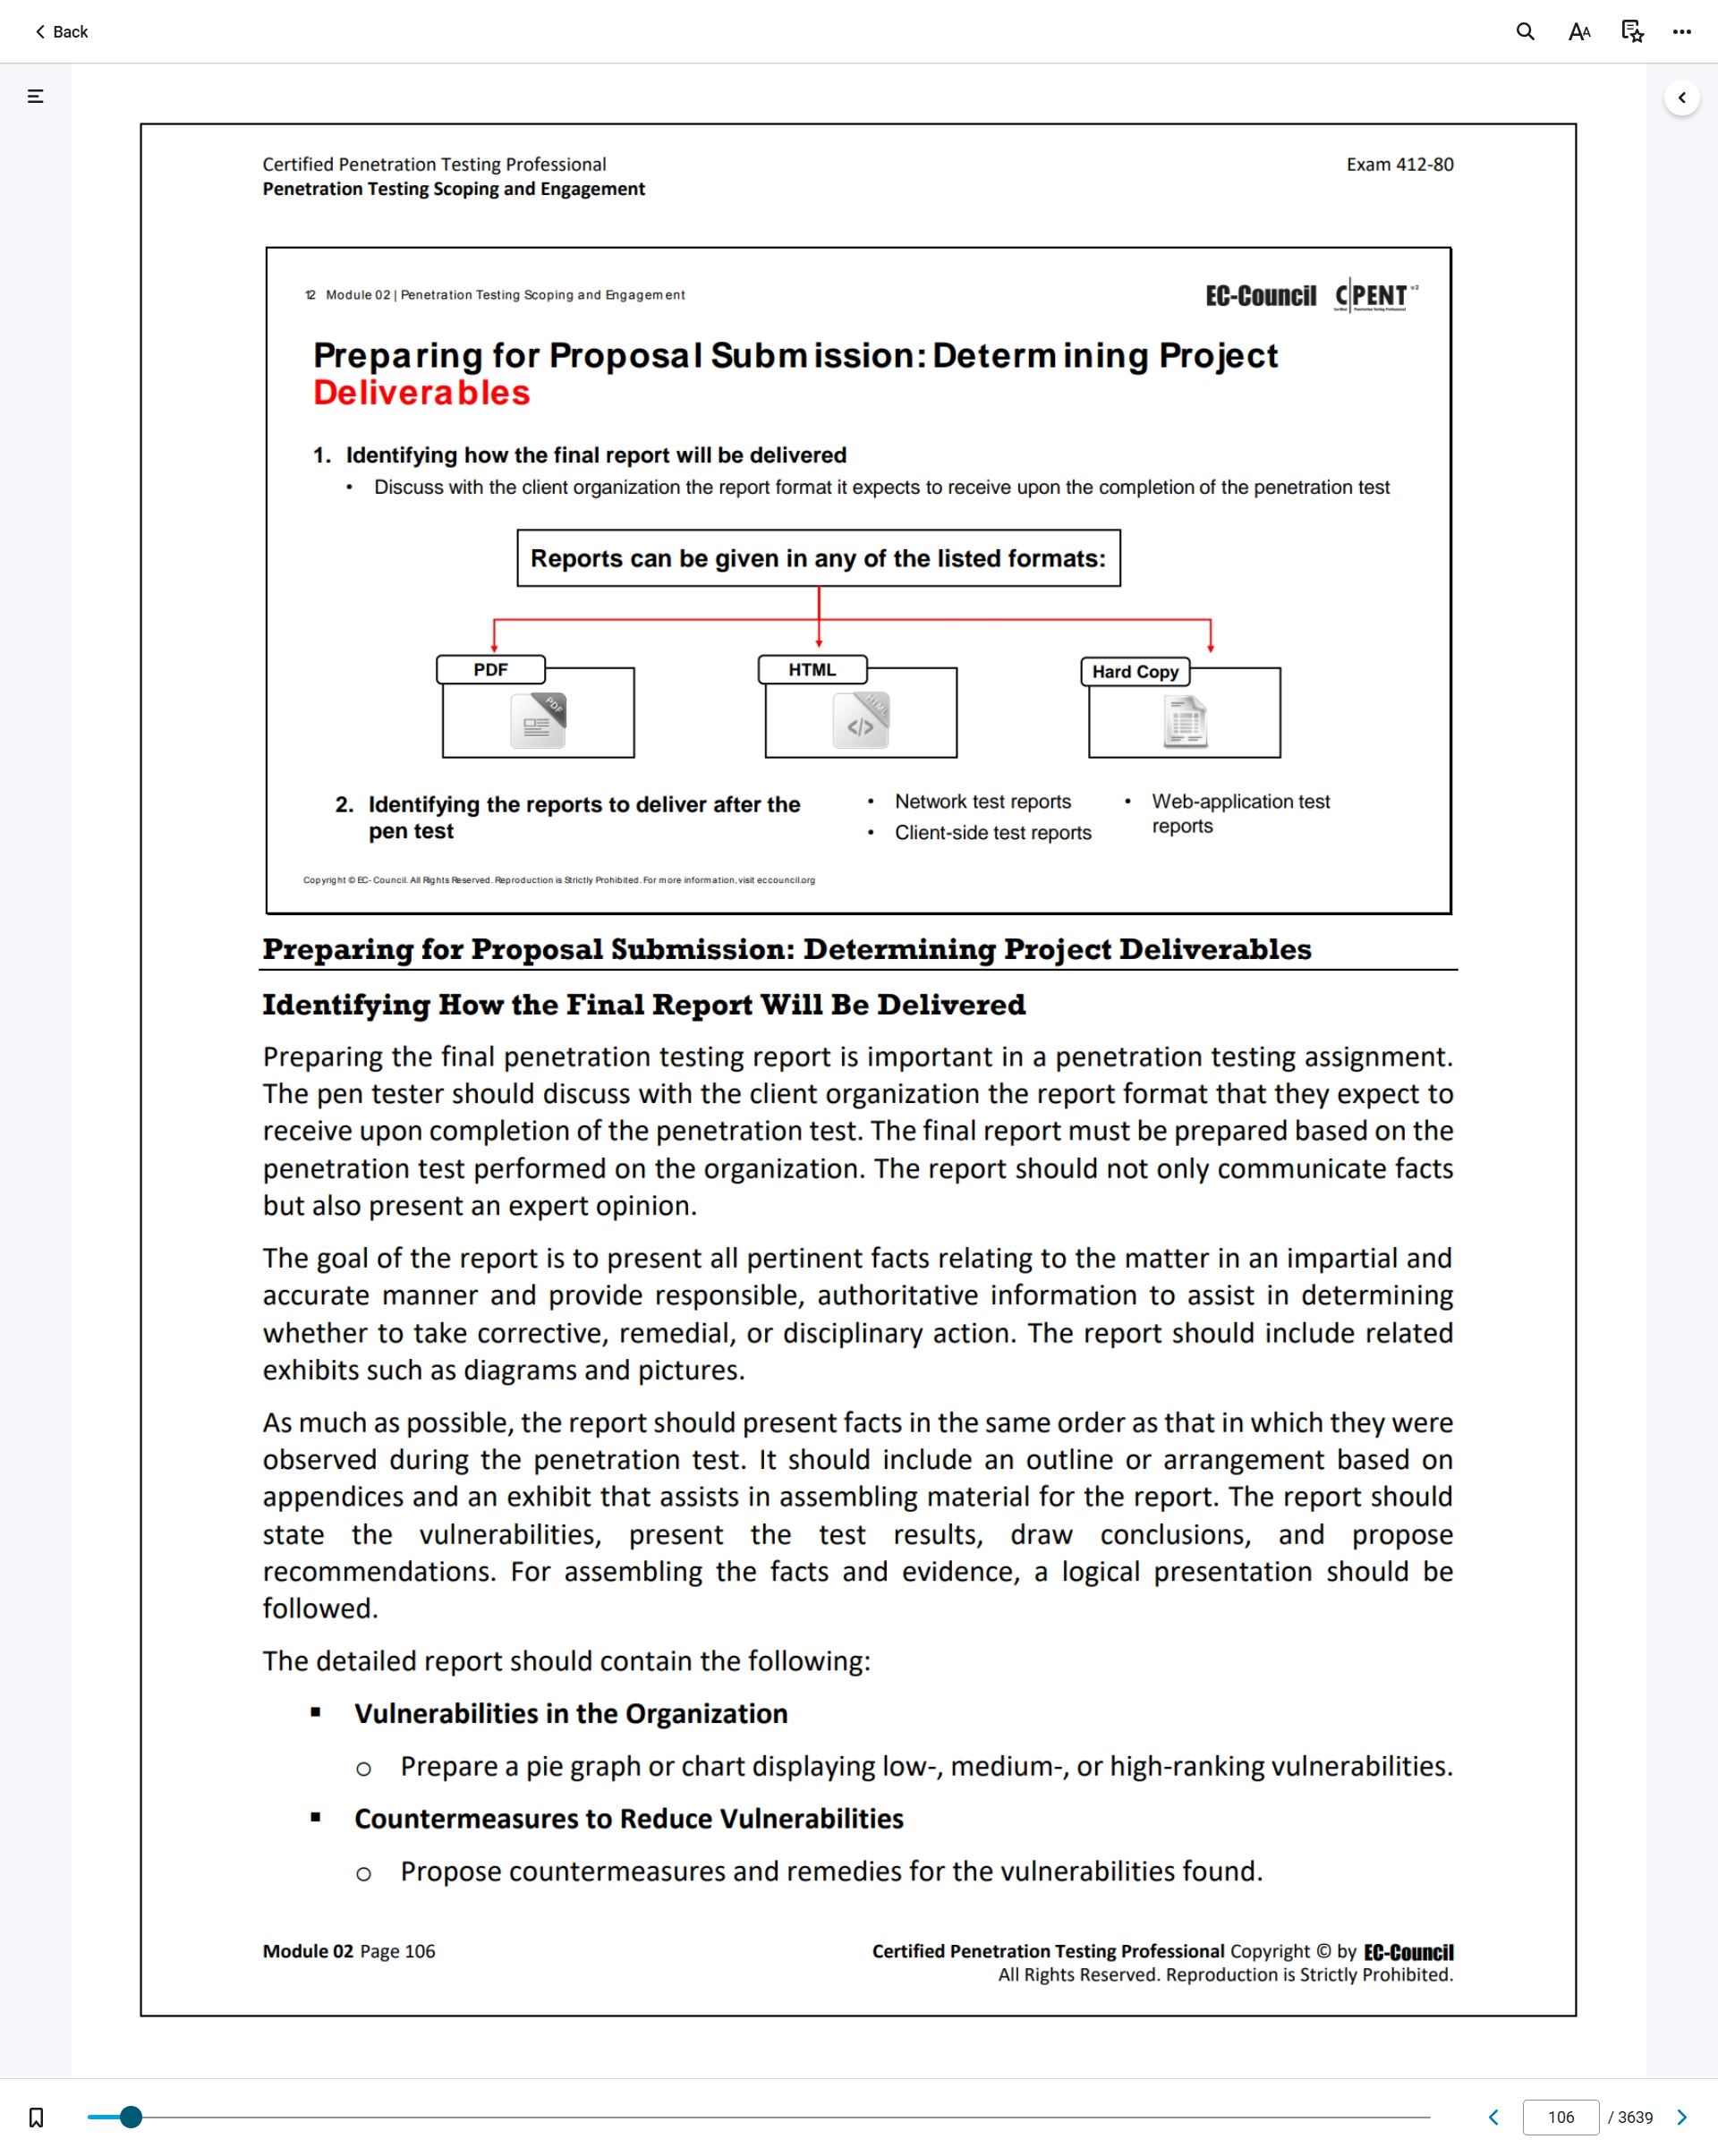 Back
Certified Penetration Testing Professional
Exam 412-80
Penetration Testing Scoping and Engagement
12 Module 02 | Penetration Testing Scoping and Engagement
EC-Council C|PENT v2
Preparing for Proposal Submission: Determining Project
Deliverables
1. Identifying how the final report will be delivered
• Discuss with the client organization the report format it expects to receive upon the completion of the penetration test
Reports can be given in any of the listed formats:
PDF
HTML
Hard Copy
PDF
HTML
</>
2. Identifying the reports to deliver after the
pen test
• Network test reports
• Client-side test reports
• Web-application test
reports
Copyright © EC-Council. All Rights Reserved. Reproduction is Strictly Prohibited. For more information, visit eccouncil.org
Preparing for Proposal Submission: Determining Project Deliverables
Identifying How the Final Report Will Be Delivered
Preparing the final penetration testing report is important in a penetration testing assignment.
The pen tester should discuss with the client organization the report format that they expect to
receive upon completion of the penetration test. The final report must be prepared based on the
penetration test performed on the organization. The report should not only communicate facts
but also present an expert opinion.
The goal of the report is to present all pertinent facts relating to the matter in an impartial and
accurate manner and provide responsible, authoritative information to assist in determining
whether to take corrective, remedial, or disciplinary action. The report should include related
exhibits such as diagrams and pictures.
As much as possible, the report should present facts in the same order as that in which they were
observed during the penetration test. It should include an outline or arrangement based on
appendices and an exhibit that assists in assembling material for the report. The report should
state the vulnerabilities, present the test results, draw conclusions, and propose
recommendations. For assembling the facts and evidence, a logical presentation should be
followed.
The detailed report should contain the following:
▪ Vulnerabilities in the Organization
o Prepare a pie graph or chart displaying low-, medium-, or high-ranking vulnerabilities.
▪ Countermeasures to Reduce Vulnerabilities
o Propose countermeasures and remedies for the vulnerabilities found.
Module 02 Page 106
Certified Penetration Testing Professional Copyright © by EC-Council
All Rights Reserved. Reproduction is Strictly Prohibited.
106 / 3639